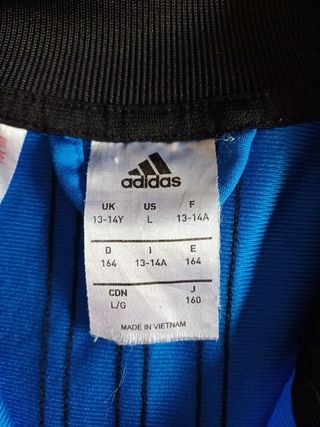 adidas
UK US F
13-14Y L 13-14A
D I E
164 13-14A 164
CDN J
L/G 160
MADE IN VIETNAM